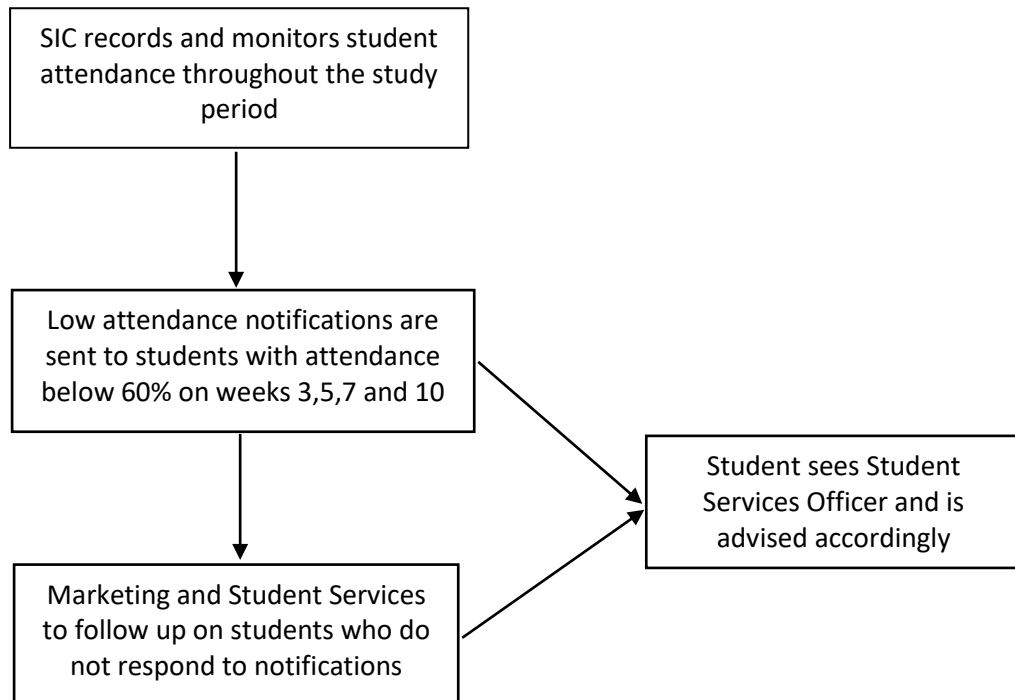 SIC records and monitors student
attendance throughout the study
period
Low attendance notifications are
sent to students with attendance
below 60% on weeks 3,5,7 and 10
Student sees Student
Services Officer and is
advised accordingly
Marketing and Student Services
to follow up on students who do
not respond to notifications